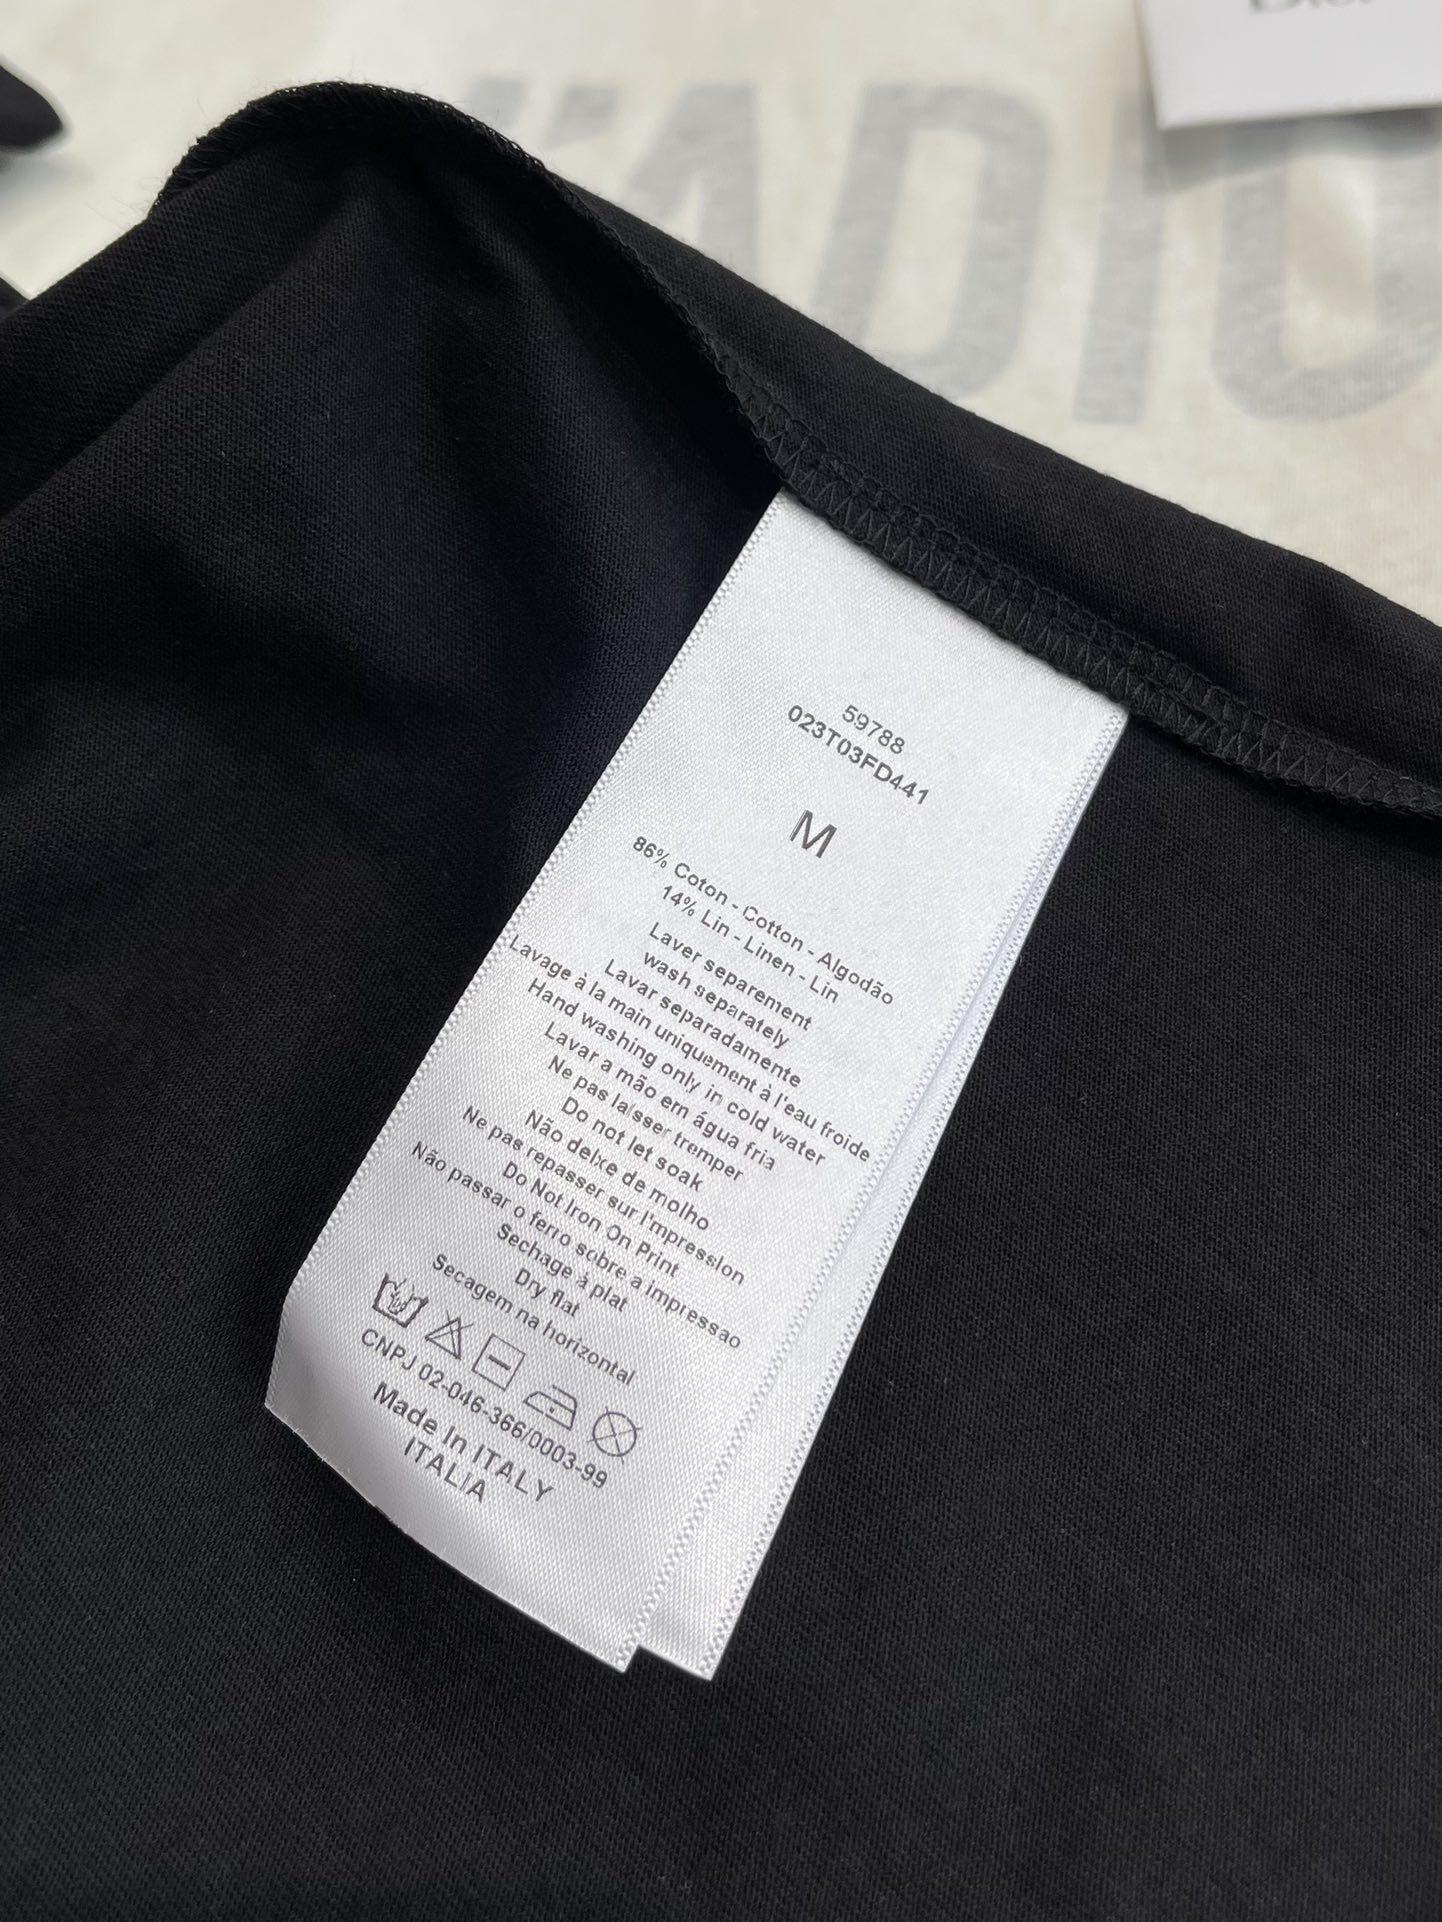 Dior
J'ADIO
59788
023T03FD441
M
86% Coton - Cotton - Algodão
14% Lin - Linen - Lin
Laver separement
wash separately
Lavar separadamente
Lavage à la main uniquement à l'eau froide
Hand washing only in cold water
Lavar a mão em água fria
Ne pas laisser tremper
Do not let soak
Não deixe de molho
Ne pas repasser sur l'mpression
Do Not Iron On Print
Não passar o ferro sobre a impressao
Sechage à plat
Dry flat
Secagem na horizontal
CNPJ 02-046-366/0003-99
Made In ITALY
ITALIA